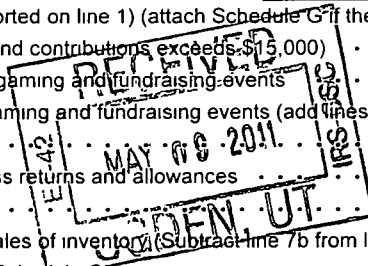 orted on line 1) (attach Schedule G if the
nd contributions exceeds $15,000)
gaming and fundraising events
aming and fundraising events (add lines
ss returns and allowances
ales of inventory (Subtract line 7b from l
RECEIVED
E-42
MAY 09 2011
IRS-OSC
OGDEN, UT